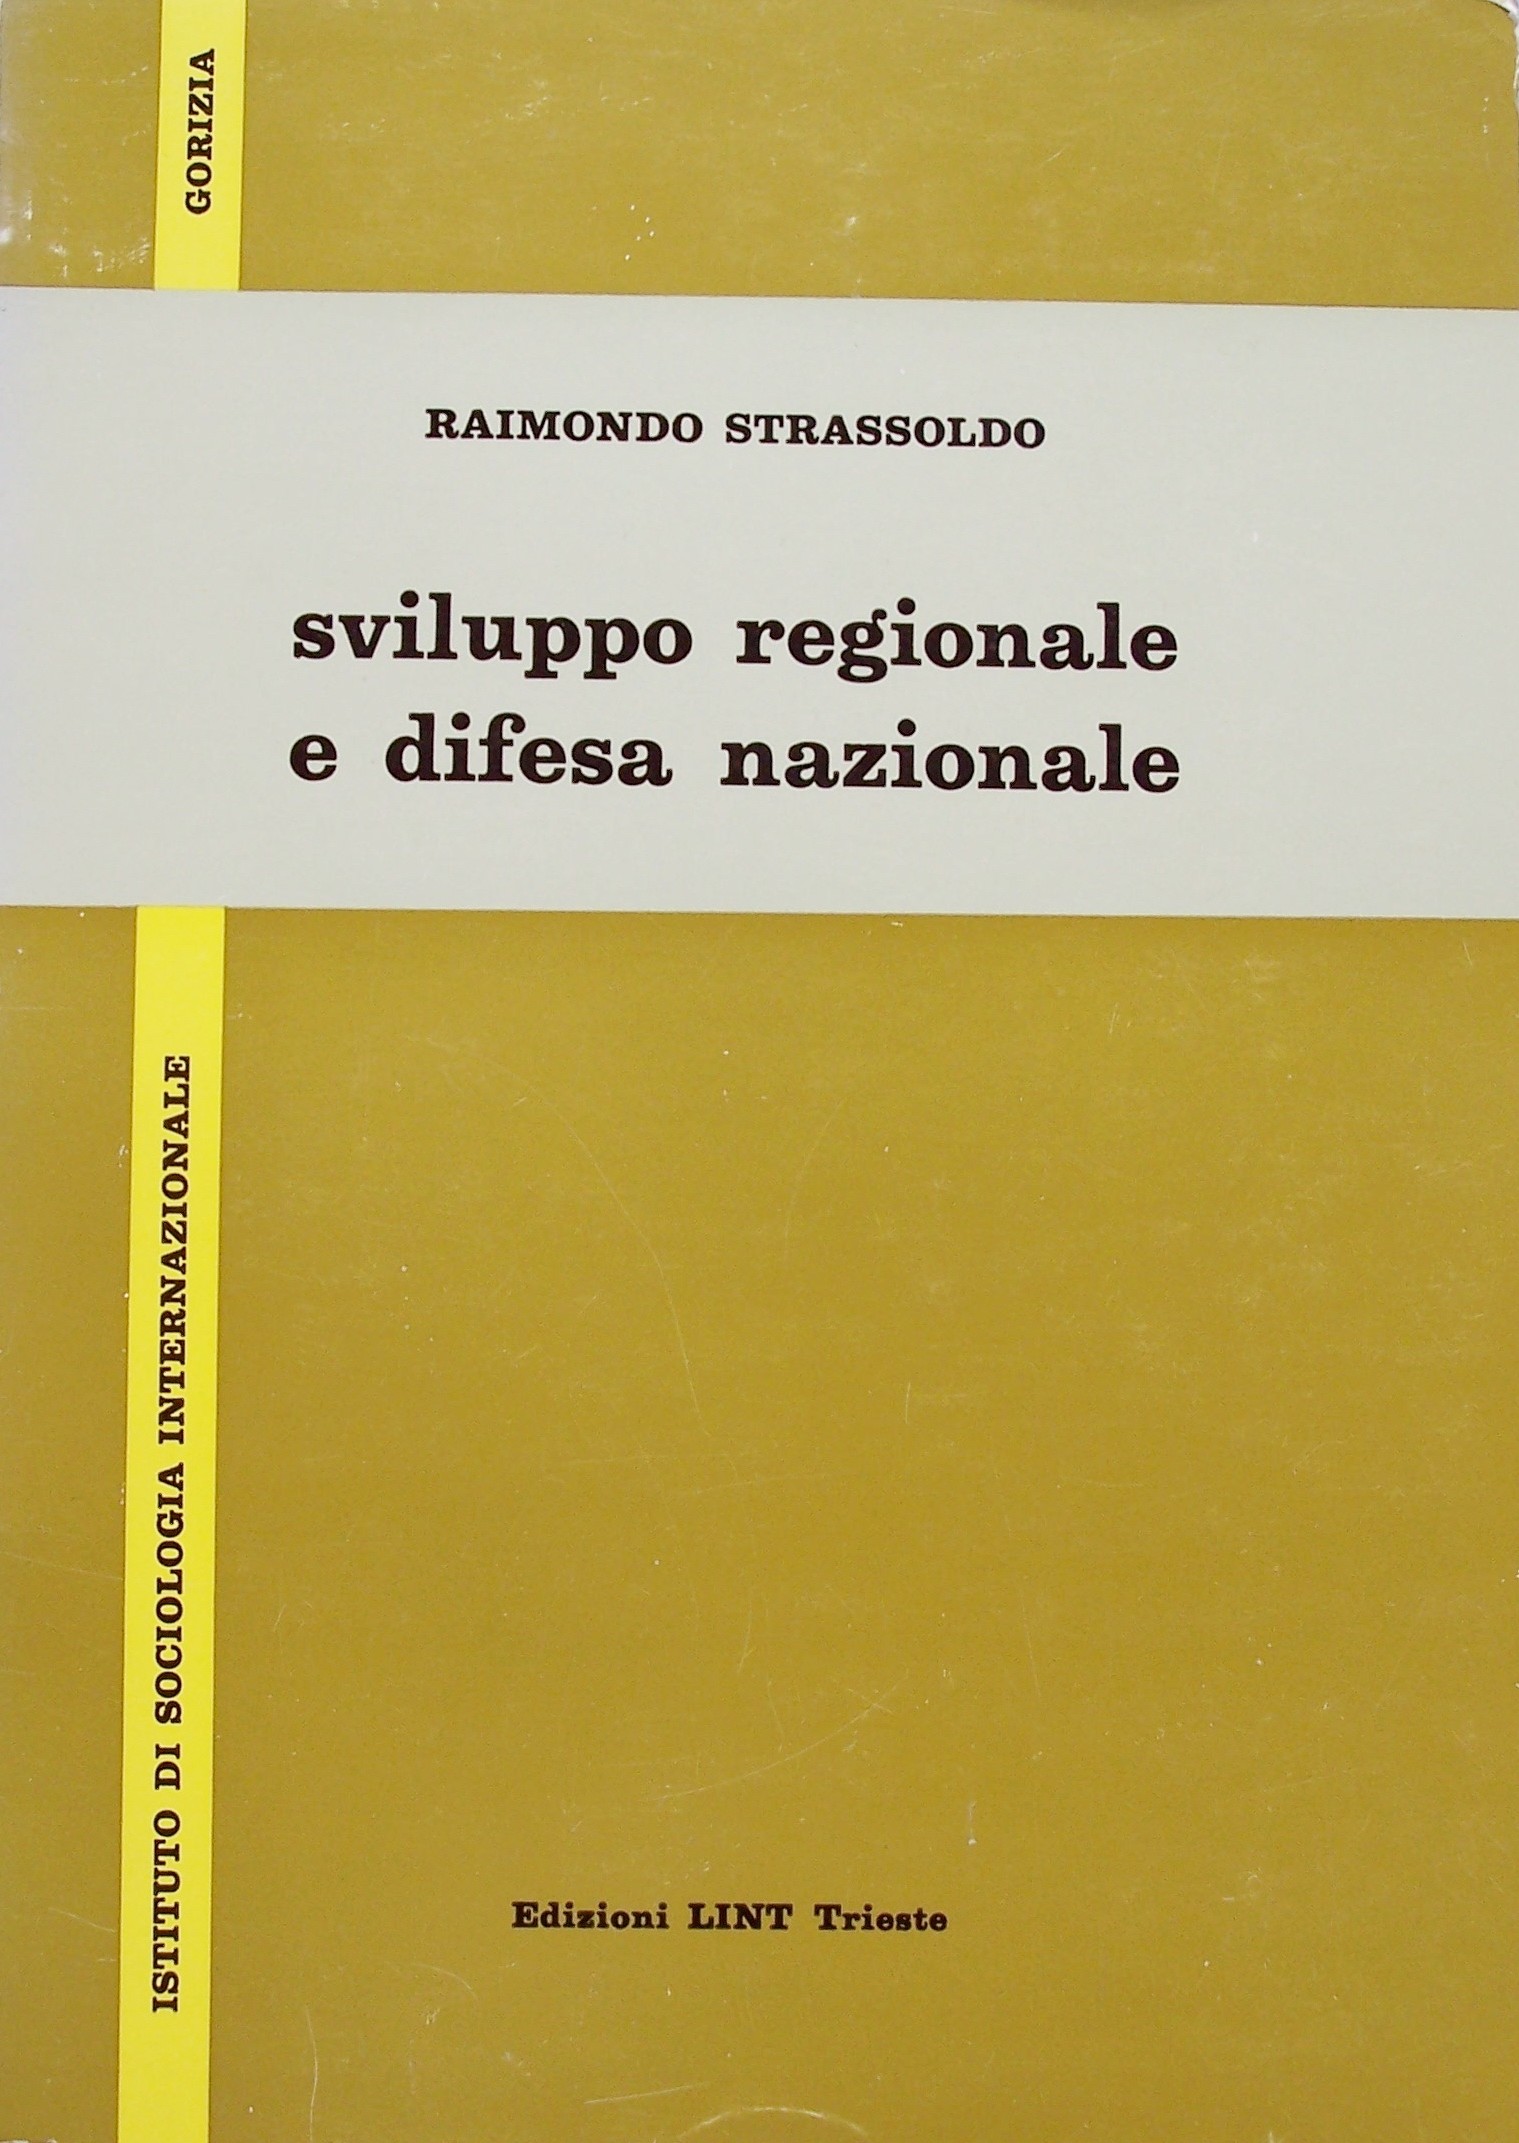 GORIZIA
RAIMONDO STRASSOLDO
sviluppo regionale
e difesa nazionale
ISTITUTO DI SOCIOLOGIA INTERNAZIONALE
Edizioni LINT Trieste